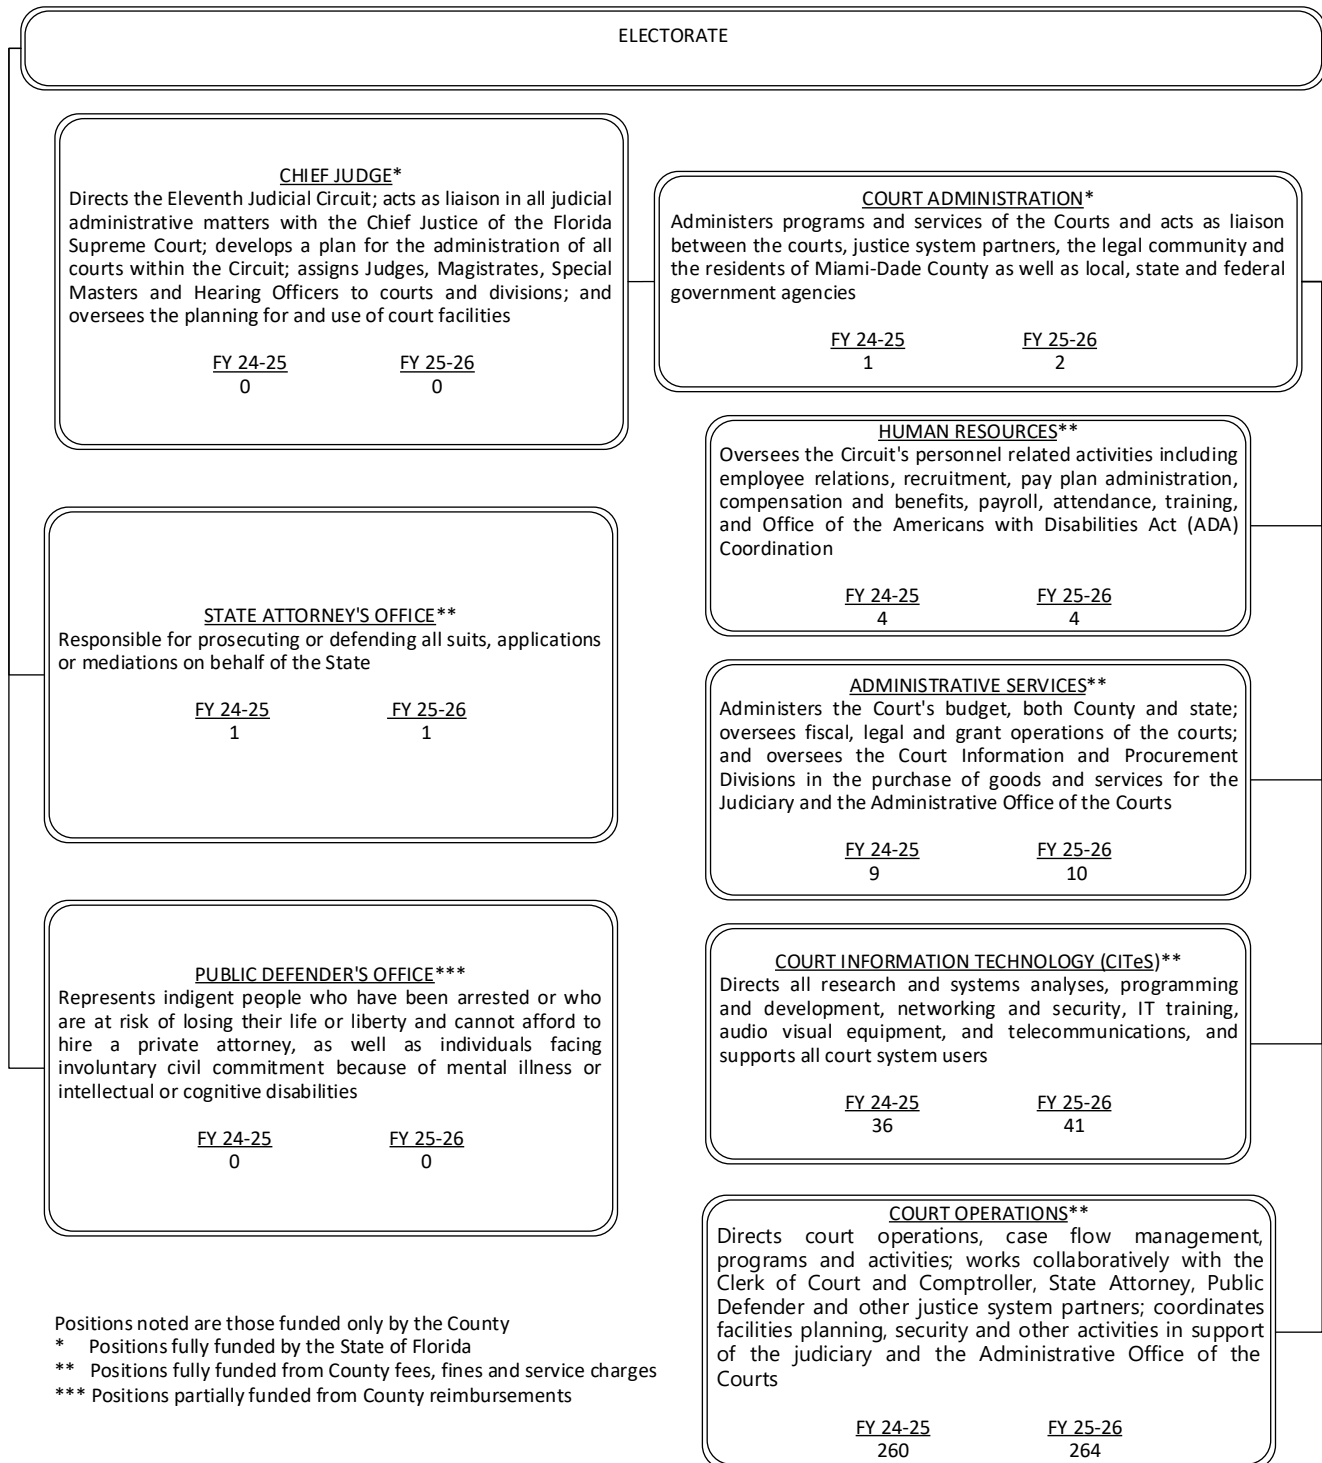 ELECTORATE
CHIEF JUDGE*
Directs the Eleventh Judicial Circuit; acts as liaison in all judicial
administrative matters with the Chief Justice of the Florida
Supreme Court; develops a plan for the administration of all
courts within the Circuit; assigns Judges, Magistrates, Special
Masters and Hearing Officers to courts and divisions; and
oversees the planning for and use of court facilities
FY 24-25 FY 25-26
0 0
COURT ADMINISTRATION*
Administers programs and services of the Courts and acts as liaison
between the courts, justice system partners, the legal community and
the residents of Miami-Dade County as well as local, state and federal
government agencies
FY 24-25 FY 25-26
1 2
HUMAN RESOURCES**
Oversees the Circuit's personnel related activities including
employee relations, recruitment, pay plan administration,
compensation and benefits, payroll, attendance, training,
and Office of the Americans with Disabilities Act (ADA)
Coordination
FY 24-25 FY 25-26
4 4
STATE ATTORNEY'S OFFICE**
Responsible for prosecuting or defending all suits, applications
or mediations on behalf of the State
FY 24-25 FY 25-26
1 1
ADMINISTRATIVE SERVICES**
Administers the Court's budget, both County and state;
oversees fiscal, legal and grant operations of the courts;
and oversees the Court Information and Procurement
Divisions in the purchase of goods and services for the
Judiciary and the Administrative Office of the Courts
FY 24-25 FY 25-26
9 10
PUBLIC DEFENDER'S OFFICE***
Represents indigent people who have been arrested or who
are at risk of losing their life or liberty and cannot afford to
hire a private attorney, as well as individuals facing
involuntary civil commitment because of mental illness or
intellectual or cognitive disabilities
FY 24-25 FY 25-26
0 0
COURT INFORMATION TECHNOLOGY (CITeS)**
Directs all research and systems analyses, programming
and development, networking and security, IT training,
audio visual equipment, and telecommunications, and
supports all court system users
FY 24-25 FY 25-26
36 41
COURT OPERATIONS**
Directs court operations, case flow management,
programs and activities; works collaboratively with the
Clerk of Court and Comptroller, State Attorney, Public
Defender and other justice system partners; coordinates
facilities planning, security and other activities in support
of the judiciary and the Administrative Office of the
Courts
FY 24-25 FY 25-26
260 264
Positions noted are those funded only by the County
* Positions fully funded by the State of Florida
** Positions fully funded from County fees, fines and service charges
*** Positions partially funded from County reimbursements